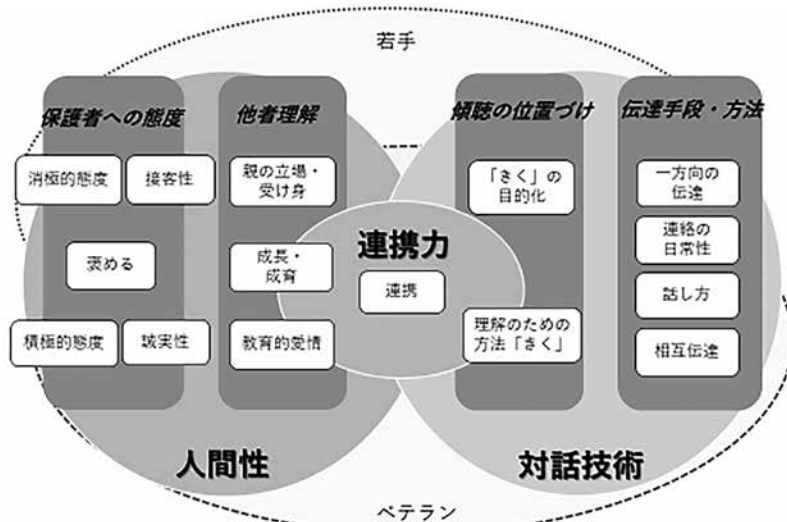 若手
保護者への態度
消極的態度
接客性
褒める
積極的態度
誠実性
他者理解
親の立場・
受け身
成長・
成育
教育的愛情
連携力
連携
傾聴の位置づけ
「きく」の
目的化
理解のための
方法「きく」
伝達手段・方法
一方向の
伝達
連絡の
日常性
話し方
相互伝達
人間性
対話技術
ベテラン